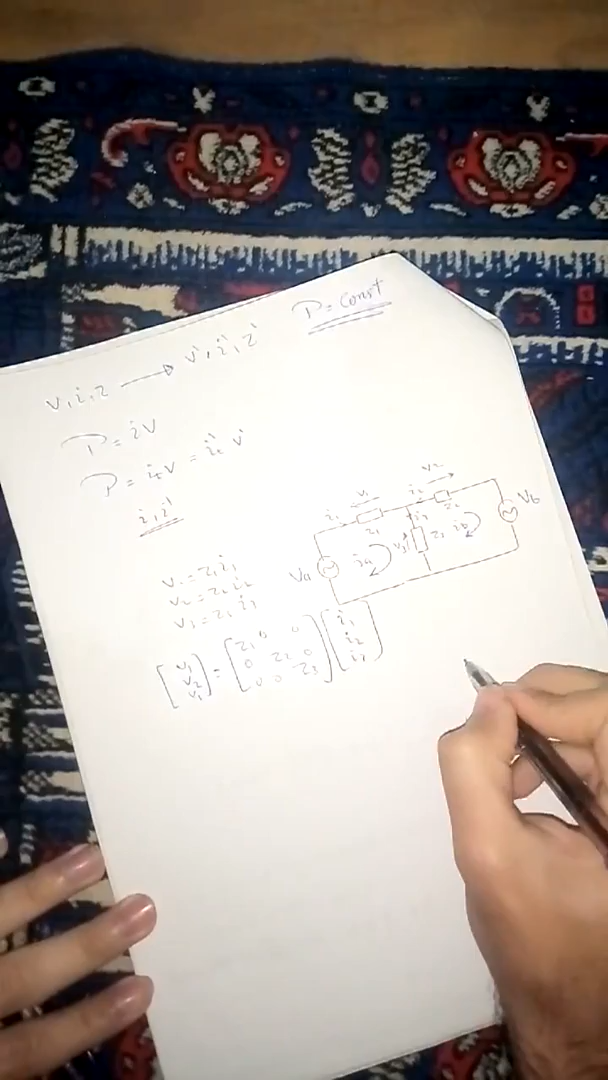 P = Const
v, i, z → v', i', z'
P = i v
P = i_t v = i'_t v'
i, i'
v₁ = z₁ i₁
v₂ = z₂ i₂
v₃ = z₃ i₃
[v₁ v₂ v₃] = [z₁ 0 0 0 z₂ 0 0 0 z₃] [i₁ i₂ i₃]
v₂
i₁ v₁ i₂ z₂
z₁ i₃ Vb
Va ia v₃ z₃ ib